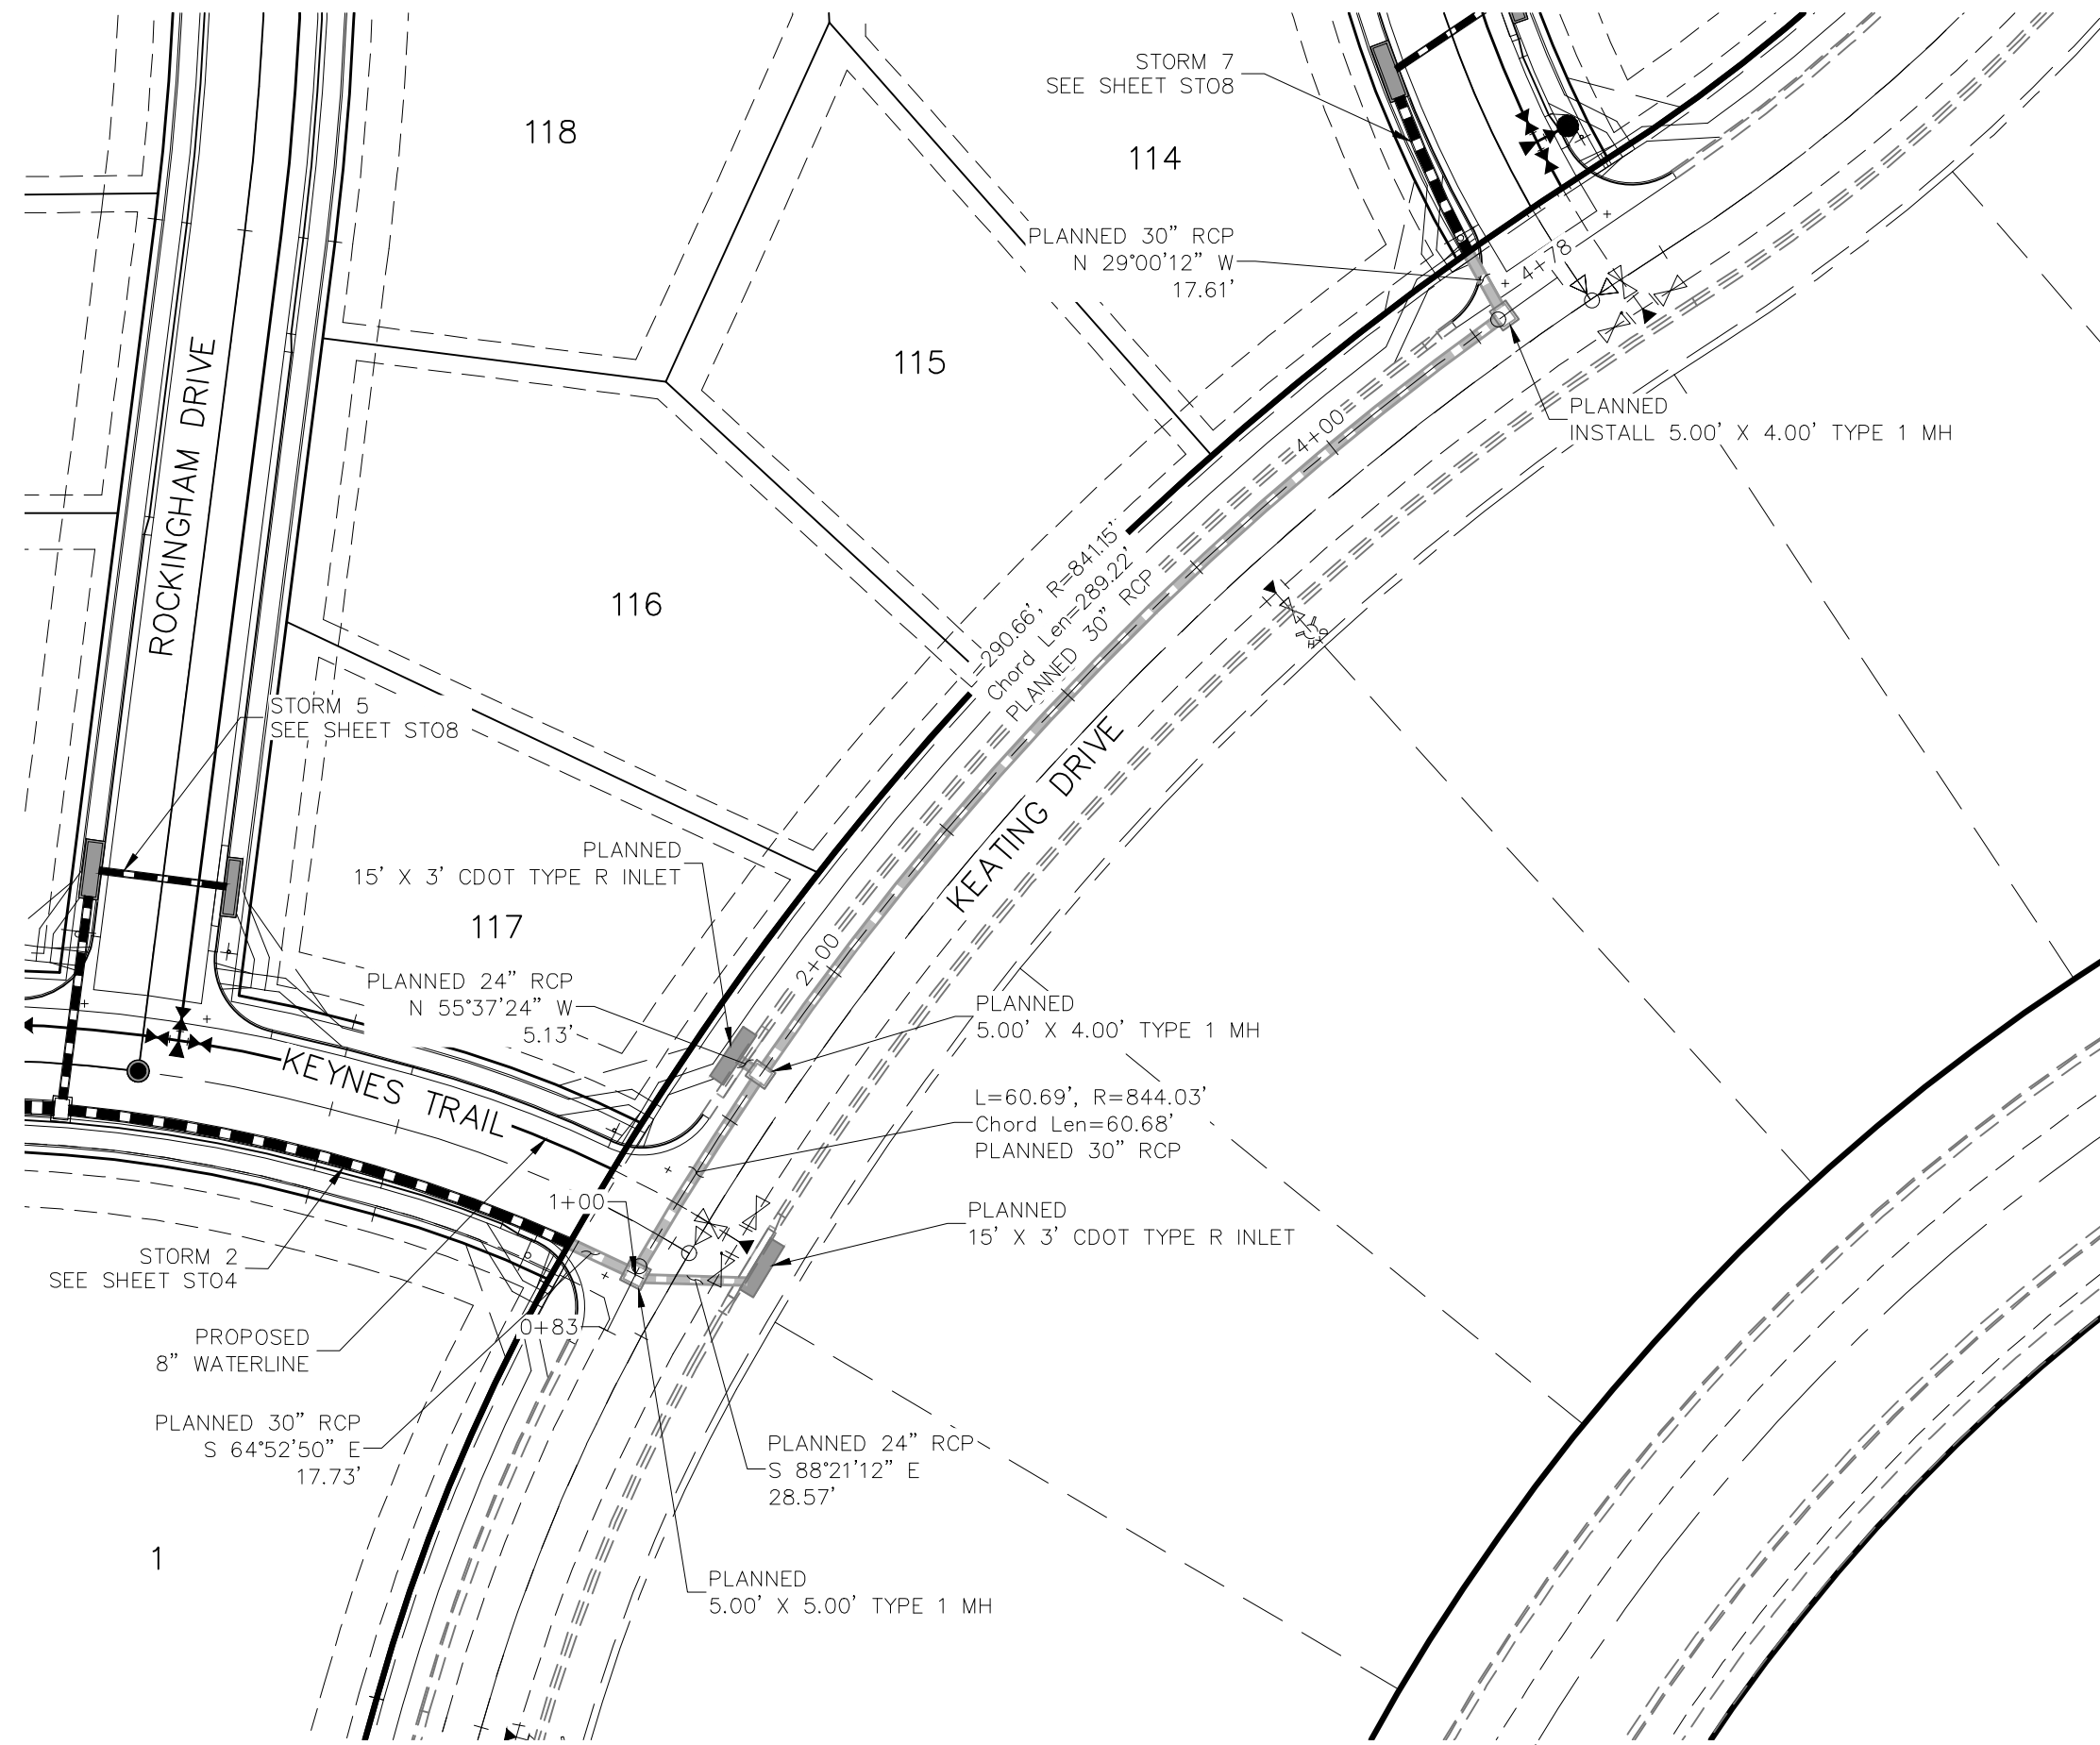 STORM 7
SEE SHEET ST08
118
114
PLANNED 30” RCP
N 29°00'12” W
17.61'
4+78
ROCKINGHAM DRIVE
115
PLANNED
INSTALL 5.00' X 4.00' TYPE 1 MH
4+00
=290.66', R=841.15'
Chord Len=289.22'
PLANNED 30” RCP
116
STORM 5
SEE SHEET ST08
KEATING DRIVE
PLANNED
15' X 3' CDOT TYPE R INLET
117
2+00
PLANNED 24” RCP
N 55°37'24” W
5.13'
PLANNED
5.00' X 4.00' TYPE 1 MH
KEYNES TRAIL
L=60.69', R=844.03'
Chord Len=60.68'
PLANNED 30” RCP
1+00
PLANNED
15' X 3' CDOT TYPE R INLET
STORM 2
SEE SHEET ST04
0+83
PROPOSED
8” WATERLINE
PLANNED 30” RCP
S 64°52'50” E
17.73'
PLANNED 24” RCP
S 88°21'12” E
28.57'
1
PLANNED
5.00' X 5.00' TYPE 1 MH